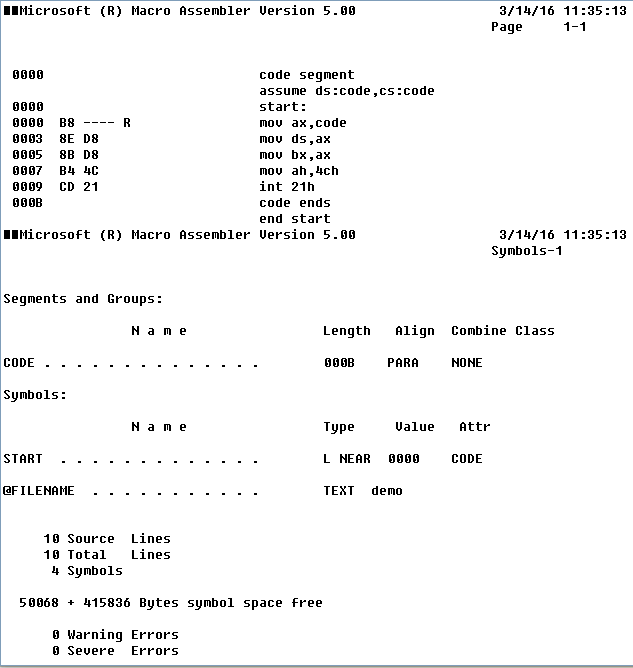 ■■Microsoft (R) Macro Assembler Version 5.00                  3/14/16 11:35:13
                                                             Page     1-1
 0000                           code segment
                                assume ds:code,cs:code
 0000                           start:
 0000  B8 ---- R                mov ax,code
 0003  8E D8                    mov ds,ax
 0005  8B D8                    mov bx,ax
 0007  B4 4C                    mov ah,4ch
 0009  CD 21                    int 21h
 000B                           code ends
                                end start
■■Microsoft (R) Macro Assembler Version 5.00                  3/14/16 11:35:13
                                                             Symbols-1
Segments and Groups:
                N a m e                 Length   Align  Combine Class
CODE . . . . . . . . . . . . . .        000B    PARA    NONE
Symbols:
                N a m e                 Type     Value   Attr
START  . . . . . . . . . . . . .        L NEAR  0000    CODE
@FILENAME  . . . . . . . . . . .        TEXT  demo
     10 Source  Lines
     10 Total   Lines
      4 Symbols
  50068 + 415836 Bytes symbol space free
      0 Warning Errors
      0 Severe  Errors